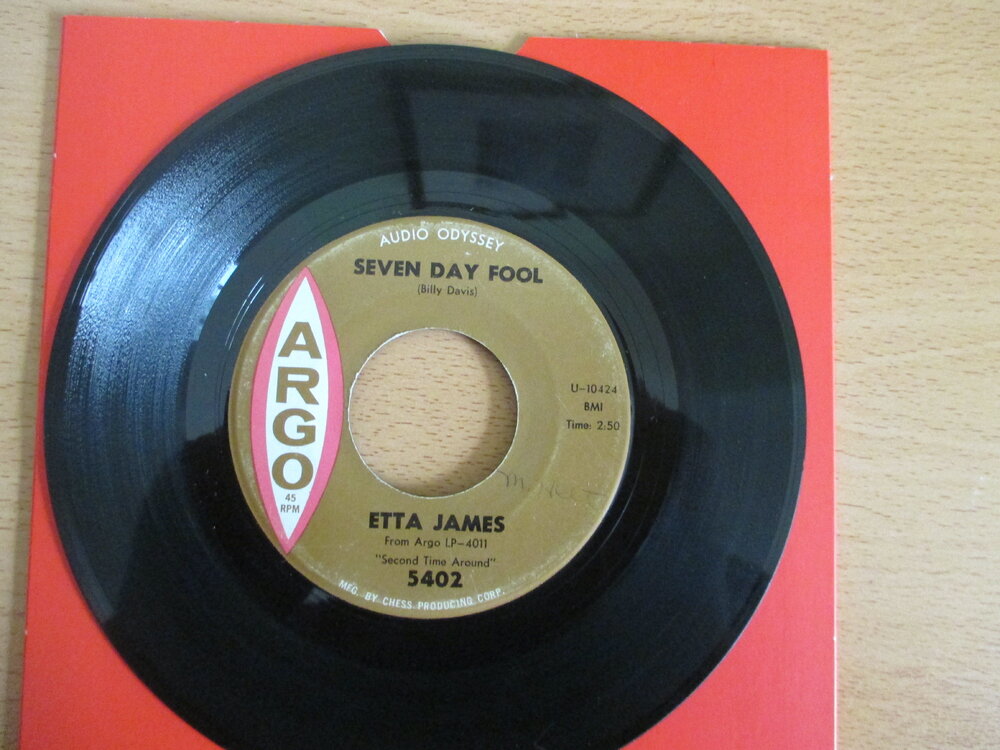 AUDIO ODYSSEY
SEVEN DAY FOOL
(Billy Davis)
ARGO
45
RPM
U-10424
BMI
Time: 2:50
ETTA JAMES
From Argo LP-4011
"Second Time Around"
5402
MFG. BY CHESS PRODUCING CORP.